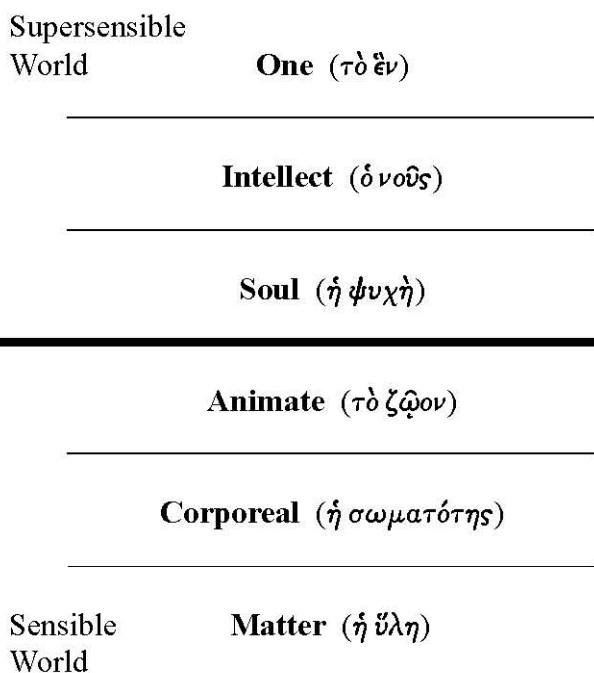 Supersensible
World One (τὸ ἓν)
Intellect (ὁ νοῦς)
Soul (ἡ ψυχὴ)
Animate (τὸ ζῷον)
Corporeal (ἡ σωματότης)
Sensible Matter (ἡ ὕλη)
World